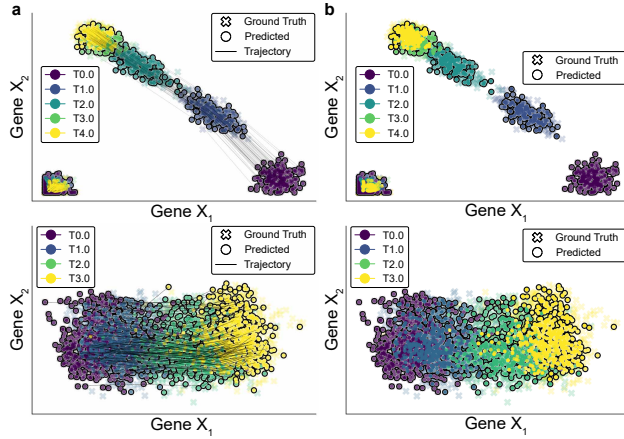 a
Gene X2
Ground Truth
Predicted
Trajectory
T0.0
T1.0
T2.0
T3.0
T4.0
Gene X1
b
Gene X2
Ground Truth
Predicted
T0.0
T1.0
T2.0
T3.0
T4.0
Gene X1
Gene X2
T0.0
T1.0
T2.0
T3.0
Ground Truth
Predicted
Trajectory
Gene X1
Gene X2
T0.0
T1.0
T2.0
T3.0
Ground Truth
Predicted
Gene X1